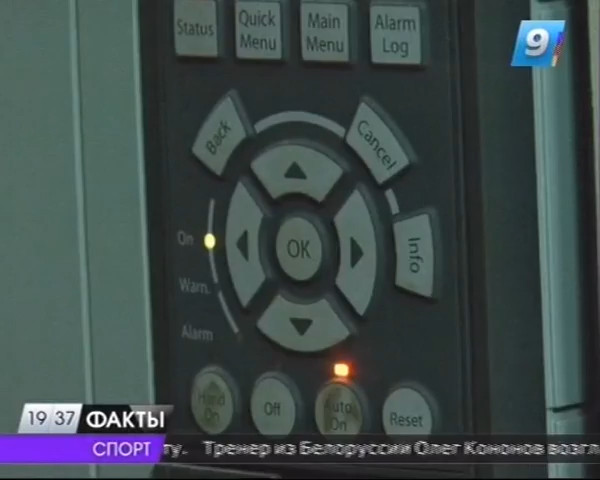 Status
Quick Menu
Main Menu
Alarm Log
9
Back
Cancel
On
OK
Info
Warn.
Alarm
Hand On
Off
Auto On
Reset
19 37 ФАКТЫ
СПОРТ ту. Тренер из Белоруссии Олег Кононов возгл